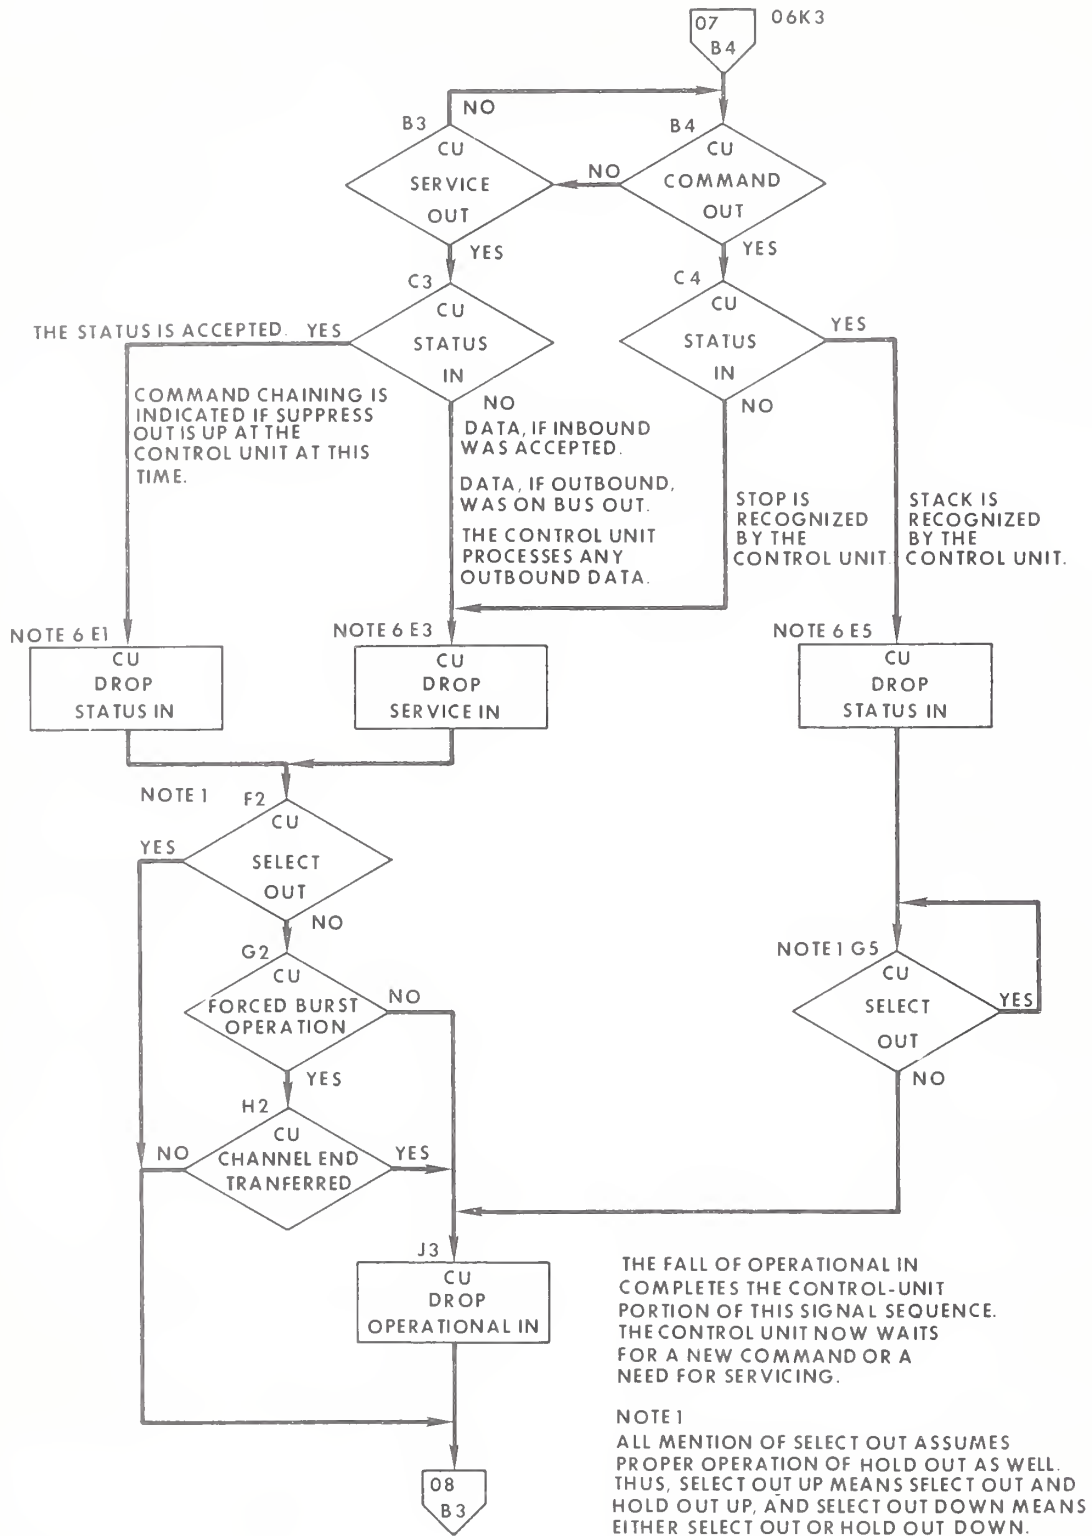 07
B4
06K3
NO
B3
CU
SERVICE
OUT
NO
B4
CU
COMMAND
OUT
YES
YES
C3
CU
STATUS
IN
C4
CU
STATUS
IN
THE STATUS IS ACCEPTED. YES
YES
NO
NO
COMMAND CHAINING IS
INDICATED IF SUPPRESS
OUT IS UP AT THE
CONTROL UNIT AT THIS
TIME.
DATA, IF INBOUND
WAS ACCEPTED.
DATA, IF OUTBOUND,
WAS ON BUS OUT.
THE CONTROL UNIT
PROCESSES ANY
OUTBOUND DATA.
STOP IS
RECOGNIZED
BY THE
CONTROL UNIT.
STACK IS
RECOGNIZED
BY THE
CONTROL UNIT.
NOTE 6 E1
CU
DROP
STATUS IN
NOTE 6 E3
CU
DROP
SERVICE IN
NOTE 6 E5
CU
DROP
STATUS IN
NOTE 1
F2
CU
SELECT
OUT
YES
NO
G2
CU
FORCED BURST
OPERATION
NO
YES
NOTE 1 G5
CU
SELECT
OUT
YES
NO
H2
CU
CHANNEL END
TRANFERRED
NO
YES
J3
CU
DROP
OPERATIONAL IN
THE FALL OF OPERATIONAL IN
COMPLETES THE CONTROL-UNIT
PORTION OF THIS SIGNAL SEQUENCE.
THE CONTROL UNIT NOW WAITS
FOR A NEW COMMAND OR A
NEED FOR SERVICING.
NOTE 1
ALL MENTION OF SELECT OUT ASSUMES
PROPER OPERATION OF HOLD OUT AS WELL.
THUS, SELECT OUT UP MEANS SELECT OUT AND
HOLD OUT UP, AND SELECT OUT DOWN MEANS
EITHER SELECT OUT OR HOLD OUT DOWN.
08
B3